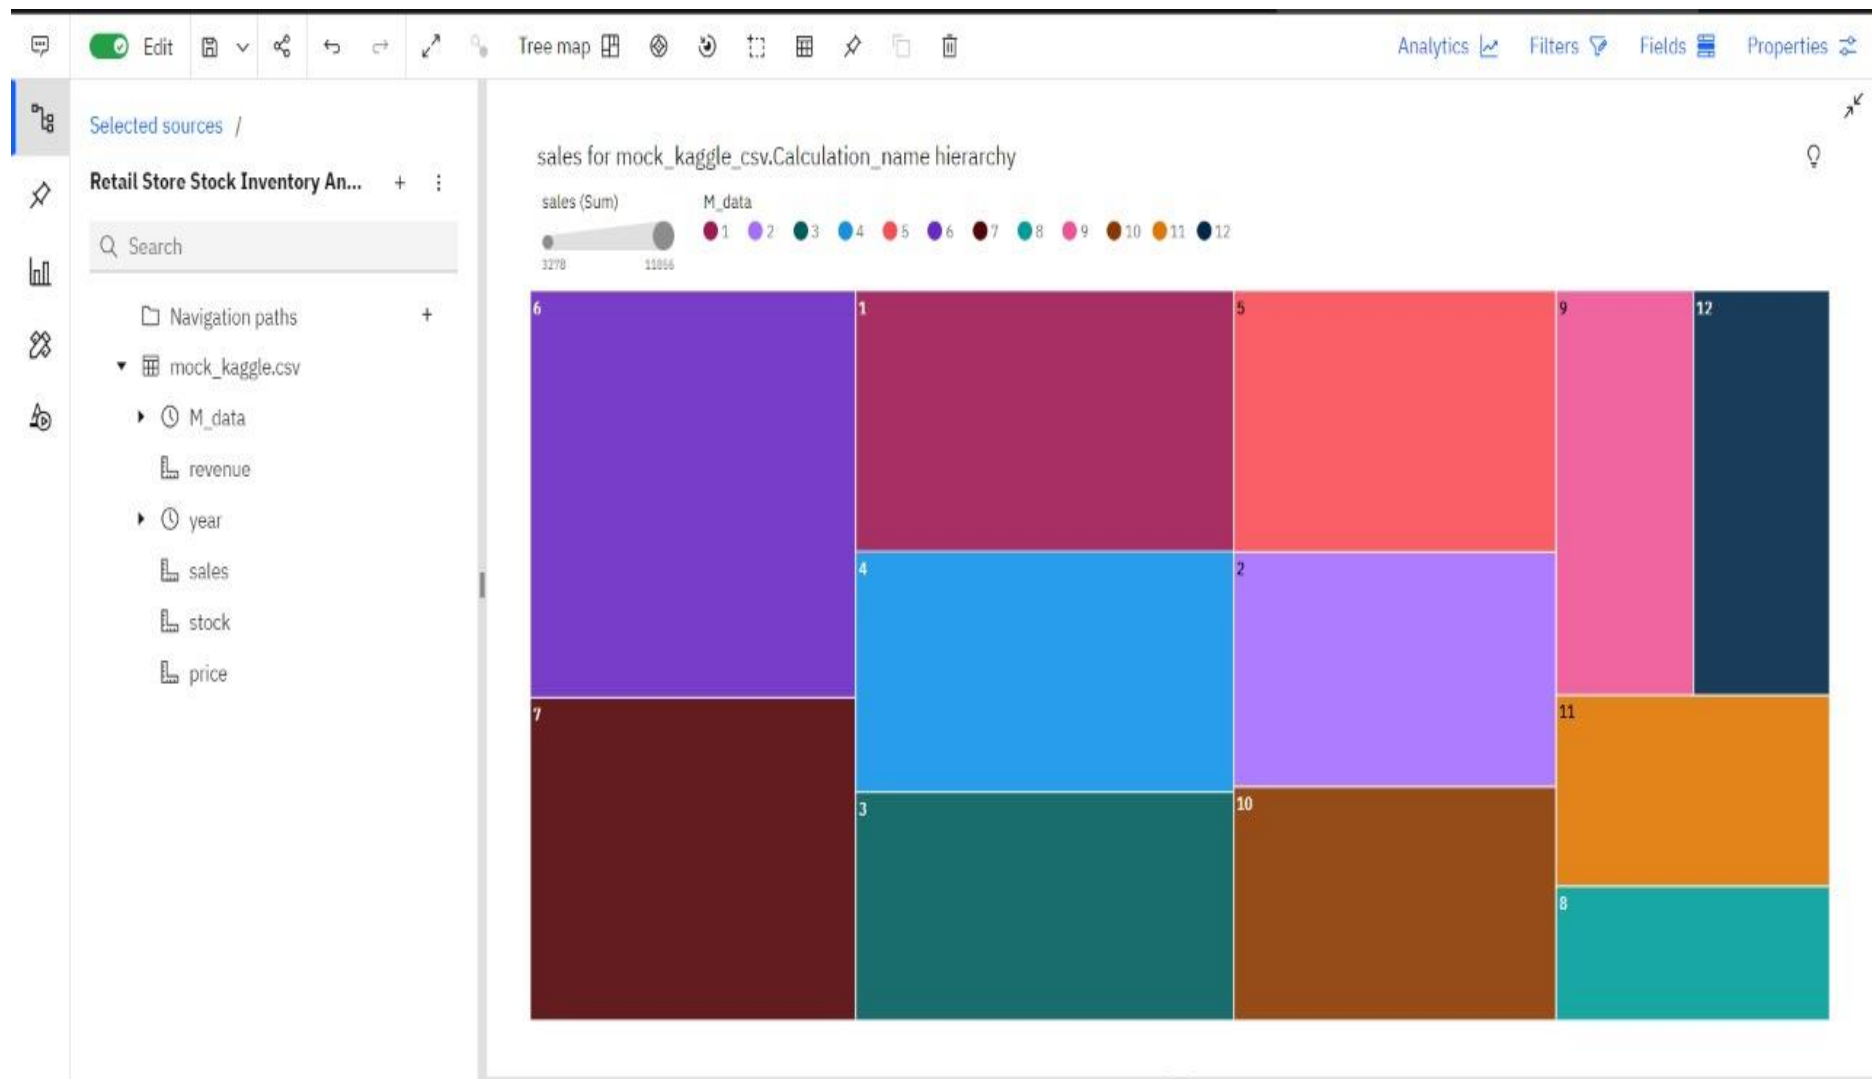 Edit
Tree map
Analytics
Filters
Fields
Properties
Selected sources /
Retail Store Stock Inventory An...
Search
Navigation paths
mock_kaggle.csv
M_data
revenue
year
sales
stock
price
sales for mock_kaggle_csv.Calculation_name hierarchy
sales (Sum)
3278 11856
M_data
1 2 3 4 5 6 7 8 9 10 11 12
6
1
5
9
12
4
2
7
11
3
10
8